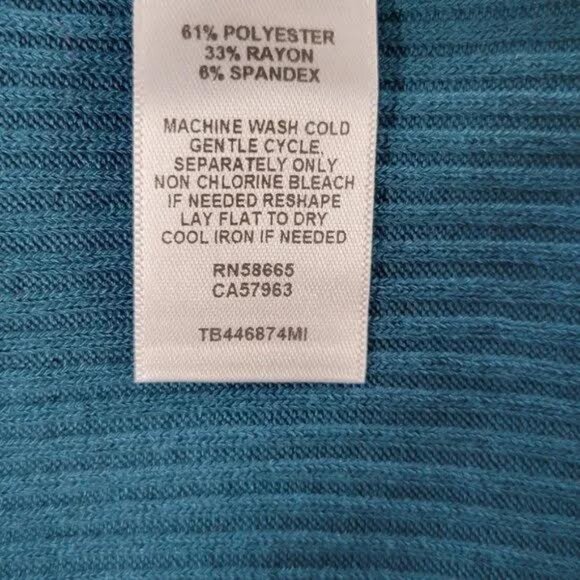 61% POLYESTER
33% RAYON
6% SPANDEX
MACHINE WASH COLD
GENTLE CYCLE,
SEPARATELY ONLY
NON CHLORINE BLEACH
IF NEEDED RESHAPE
LAY FLAT TO DRY
COOL IRON IF NEEDED
RN58665
CA57963
TB446874MI